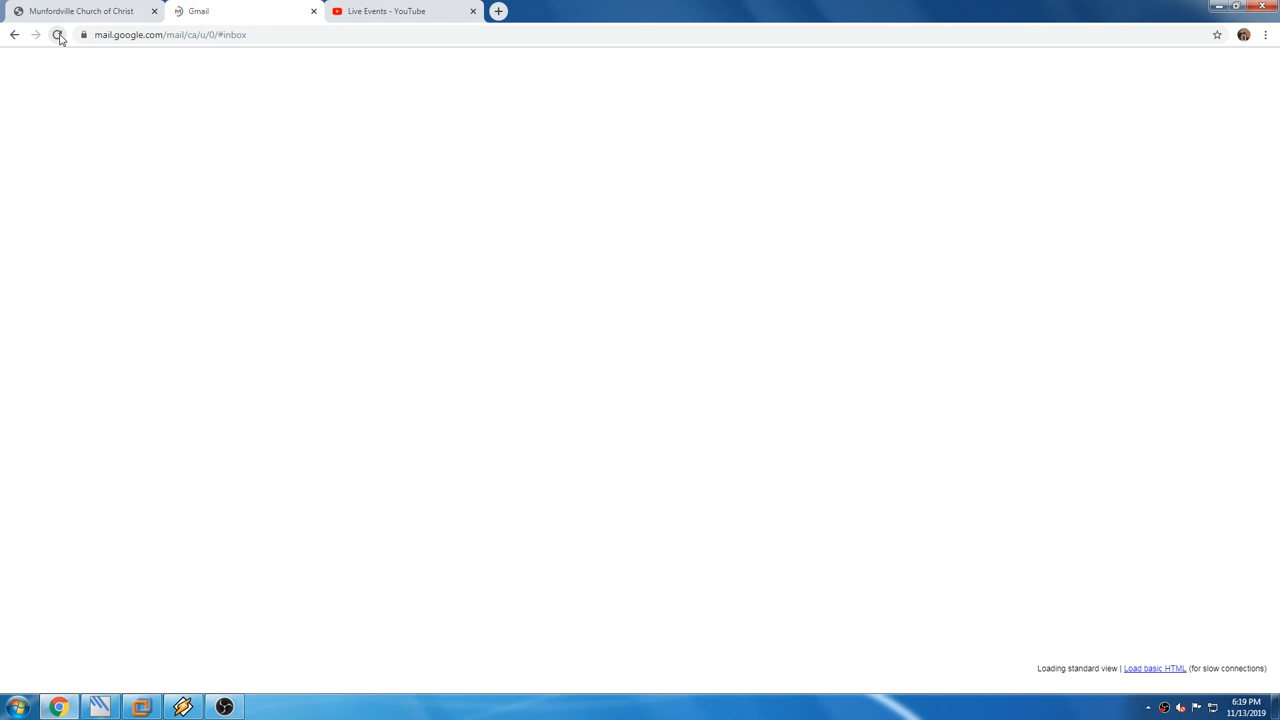 Munfordville Church of Christ
Gmail
Live Events - YouTube
mail.google.com/mail/ca/u/0/#inbox
Loading standard view | Load basic HTML (for slow connections)
6:19 PM
11/13/2019